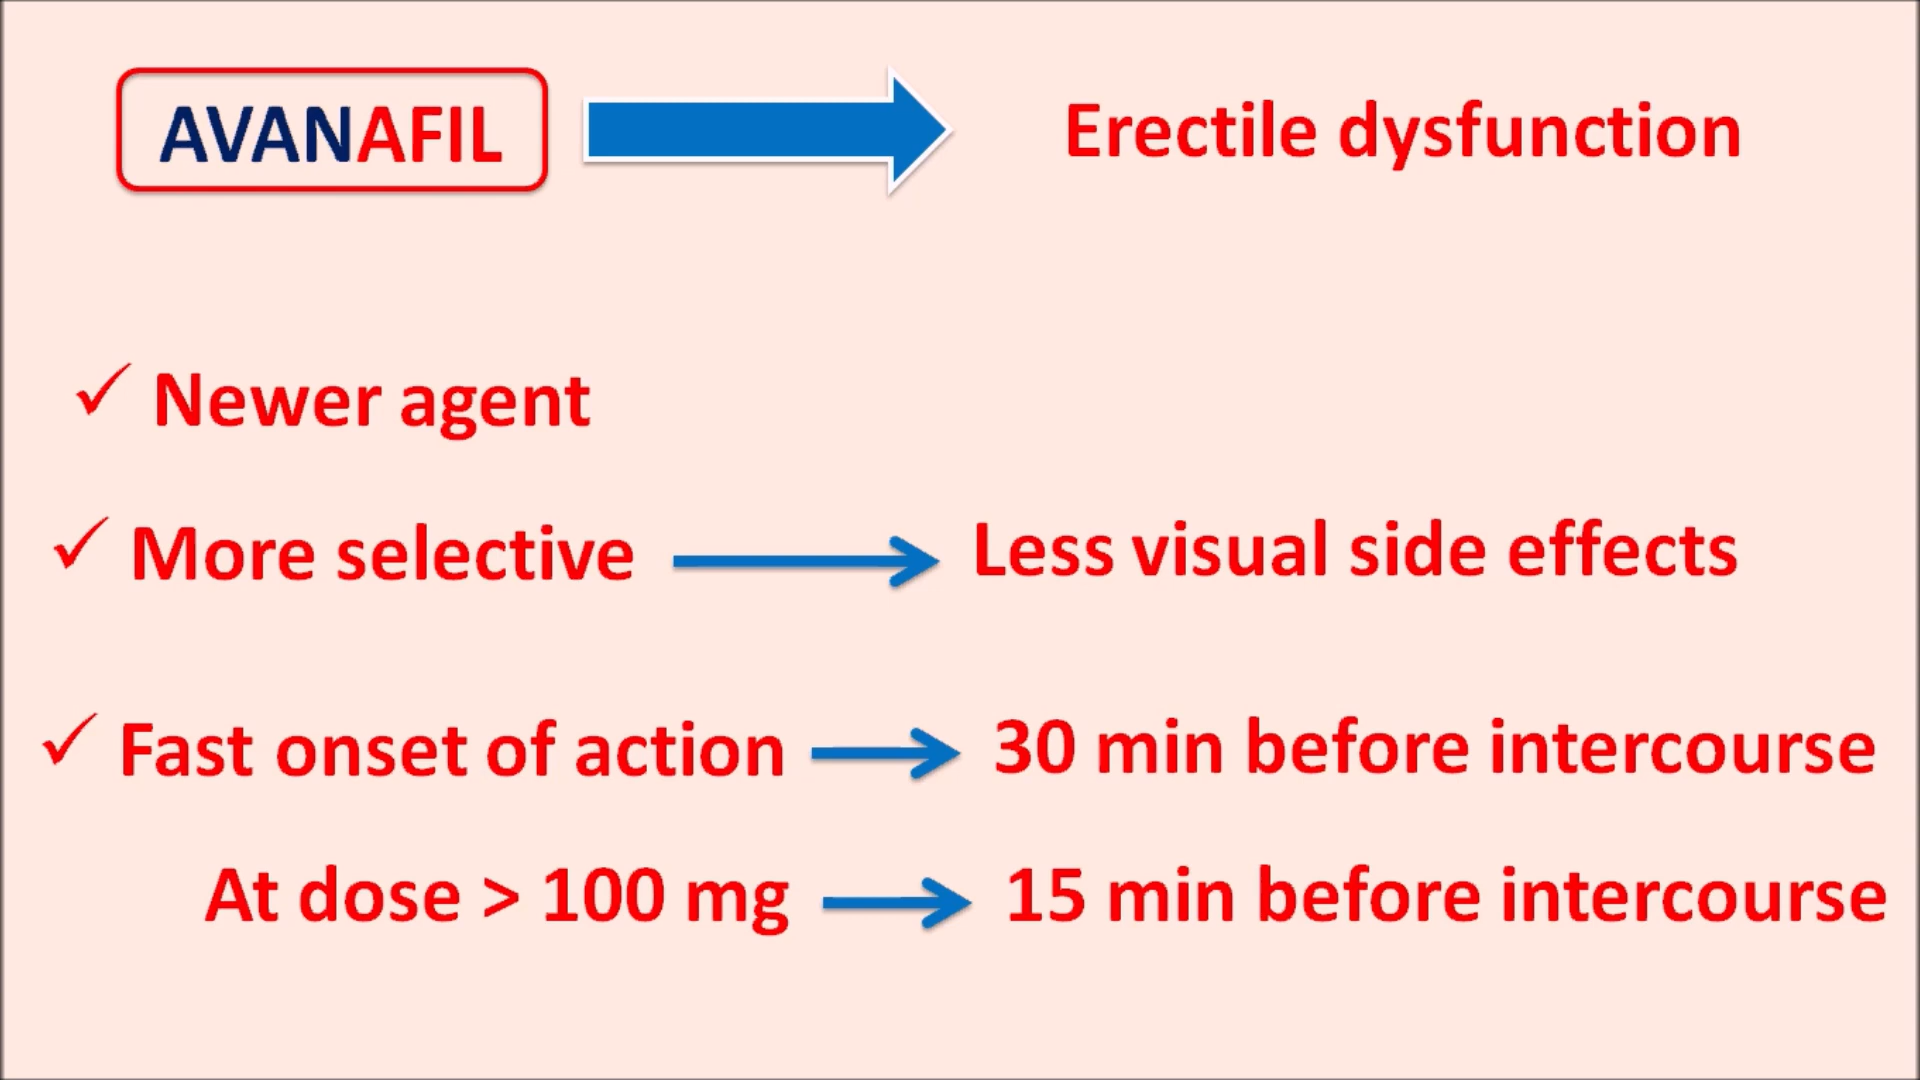 AVANAFIL Erectile dysfunction
✓ Newer agent
✓ More selective Less visual side effects
✓ Fast onset of action 30 min before intercourse
At dose > 100 mg 15 min before intercourse